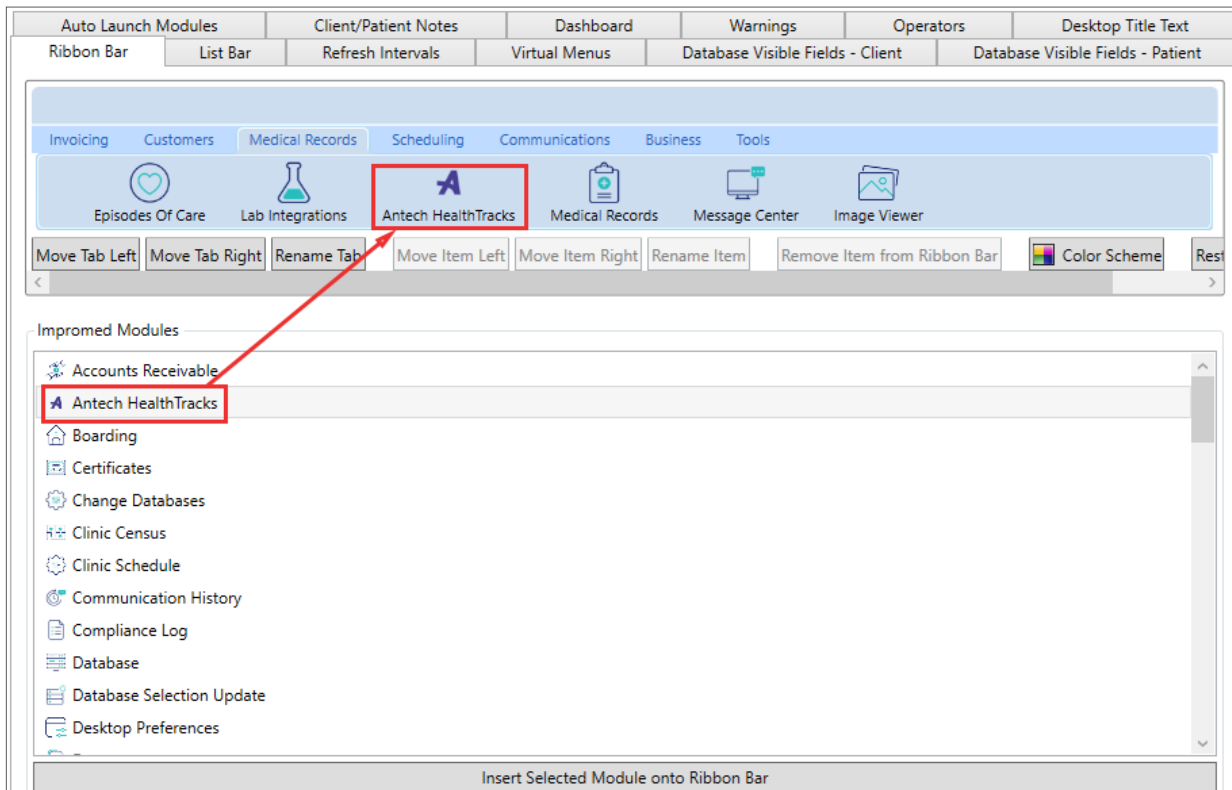 Auto Launch Modules Client/Patient Notes Dashboard Warnings Operators Desktop Title Text
Ribbon Bar List Bar Refresh Intervals Virtual Menus Database Visible Fields - Client Database Visible Fields - Patient
Invoicing Customers Medical Records Scheduling Communications Business Tools
Episodes Of Care Lab Integrations Antech HealthTracks Medical Records Message Center Image Viewer
Move Tab Left Move Tab Right Rename Tab Move Item Left Move Item Right Rename Item Remove Item from Ribbon Bar Color Scheme Rest
Impromed Modules
Accounts Receivable
Antech HealthTracks
Boarding
Certificates
Change Databases
Clinic Census
Clinic Schedule
Communication History
Compliance Log
Database
Database Selection Update
Desktop Preferences
Insert Selected Module onto Ribbon Bar